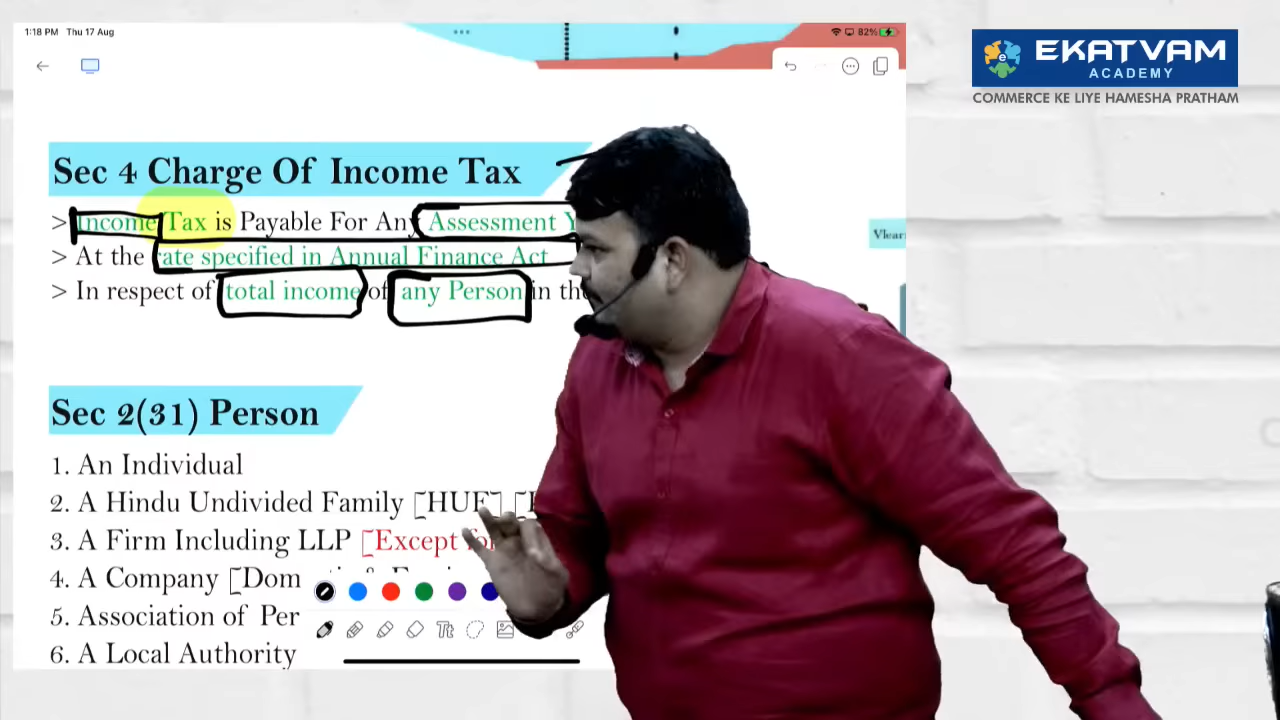 1:18 PM Thu 17 Aug
82%
EKATVAM
ACADEMY
COMMERCE KE LIYE HAMESHA PRATHAM
Sec 4 Charge Of Income Tax
> Income Tax is Payable For Any Assessment
> At the rate specified in Annual Finance Act
> In respect of total income of any Person in
Sec 2(31) Person
1. An Individual
2. A Hindu Undivided Family [HUF]
3. A Firm Including LLP [Except
4. A Company
5. Association of
6. A Local Authority
Tt